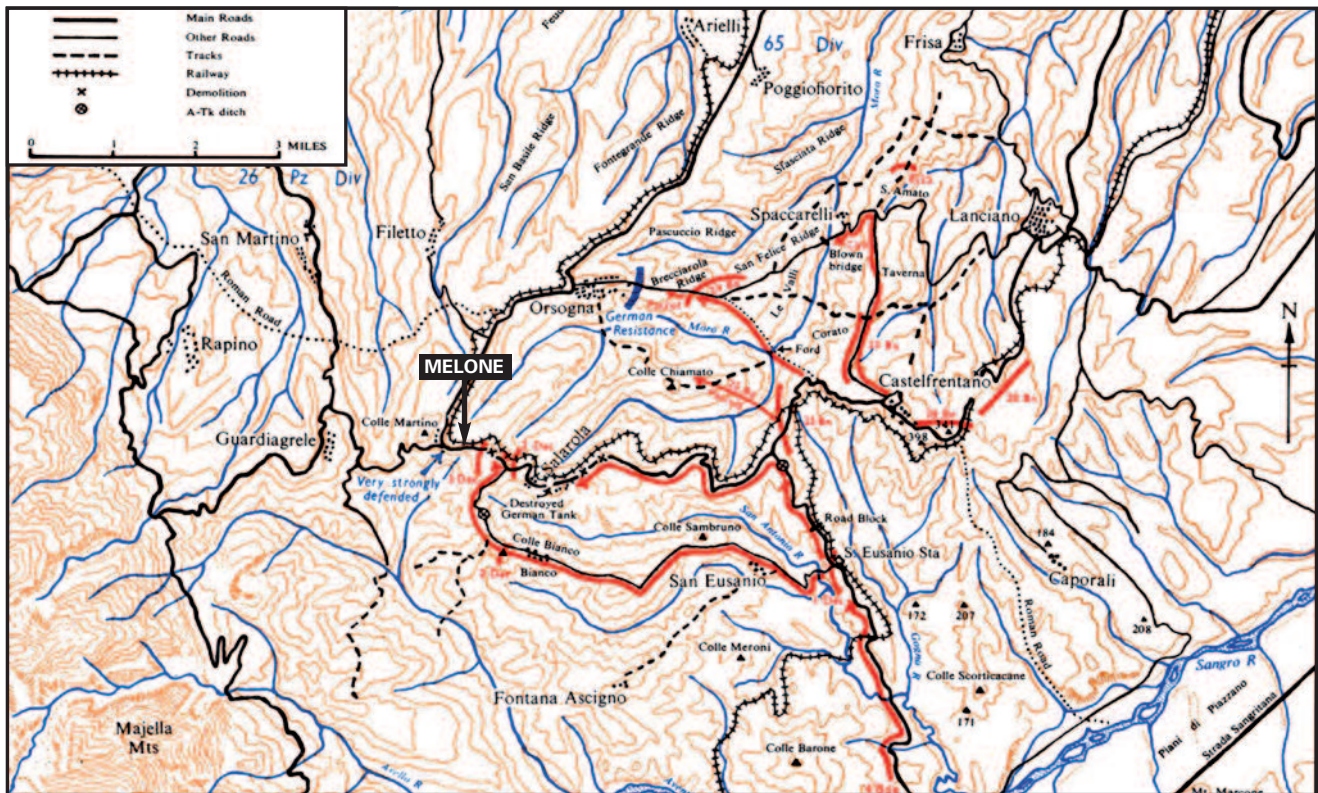 Main Roads
Other Roads
Tracks
Railway
Demolition
A-Tk ditch
0 1 2 3 MILES
26 Pz Div
65 Div
Arielli
Frisa
Poggiofiorito
Moro R
San Basile Ridge
Fontegrande Ridge
Sfasciata Ridge
S. Amato
Spaccarelli
Lanciano
San Martino
Filetto
Pascuccio Ridge
San Felice Ridge
Brecciarola
Ridge
Blown
bridge
Taverna
Le Valli
Roman
Road
Orsogna
German
Resistance
Moro R
Corato
Ford
N
Rapino
MELONE
Colle Chiamato
Castelfrentano
Colle Martino
Guardiagrele
Very strongly
defended
398
141
Destroyed
German Tank
Colle Sambruno
San Antonio R
Road Block
S. Eusanio Sta
184
Caporali
Colle Bianco
Bianco
San Eusanio
172
207
208
Roman Road
Colle Meroni
Gogna R
Sangro R
Fontana Ascigno
Colle Scorticacane
171
Majella
Mts
Colle Barone
Piani di Piazzano
Strada Sangritana
Avello R